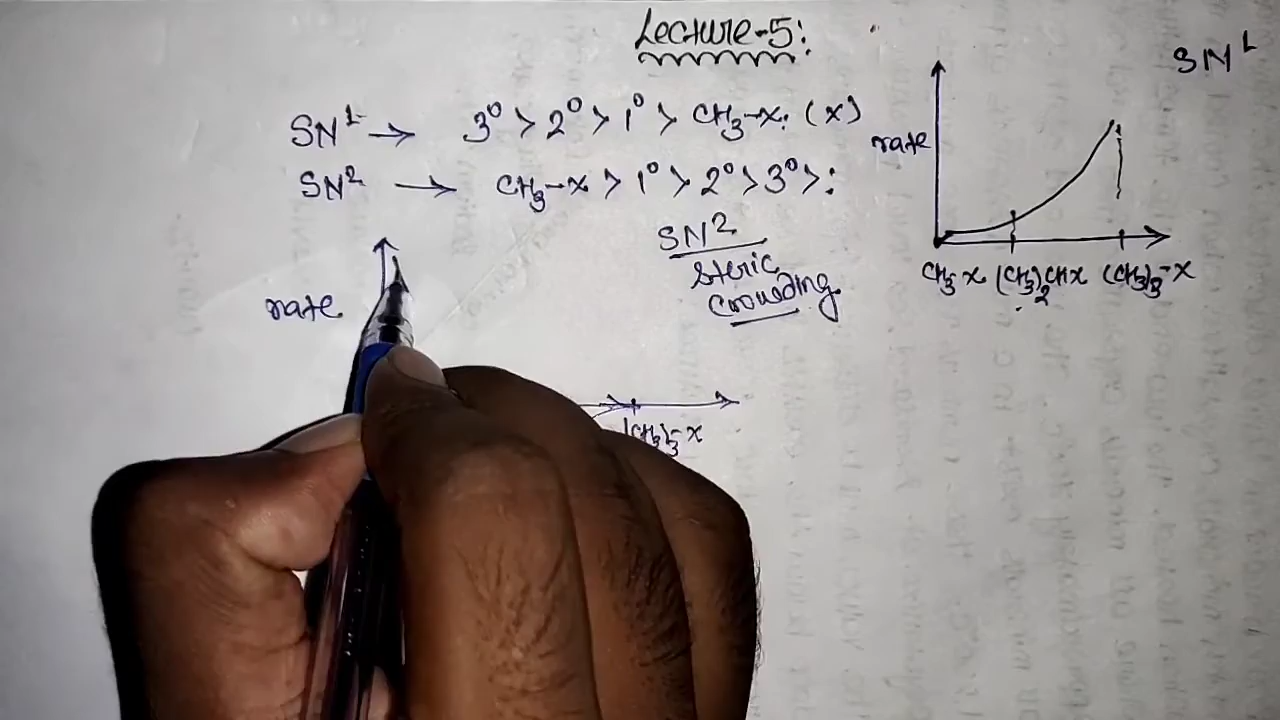 Lecture-5:
SN¹ → 3° > 2° > 1° > CH₃-X: (X)
SN² → CH₃-X > 1° > 2° > 3° >:
SN²
steric
crowding
rate
(CH₃)₃-X
SN¹
rate
CH₃X (CH₃)₂CHX (CH₃)₃-X